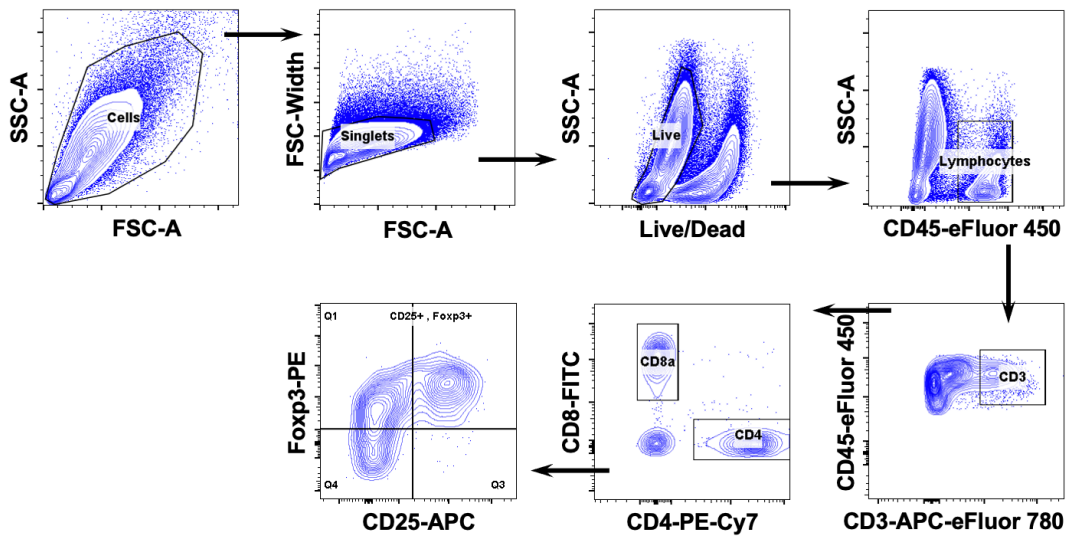 SSC-A
Cells
FSC-A
FSC-Width
Singlets
FSC-A
SSC-A
Live
Live/Dead
SSC-A
Lymphocytes
CD45-eFluor 450
Foxp3-PE
Q1
CD25+ , Foxp3+
Q4
Q3
CD25-APC
CD8-FITC
CD8a
CD4
CD4-PE-Cy7
CD45-eFluor 450
CD3
CD3-APC-eFluor 780